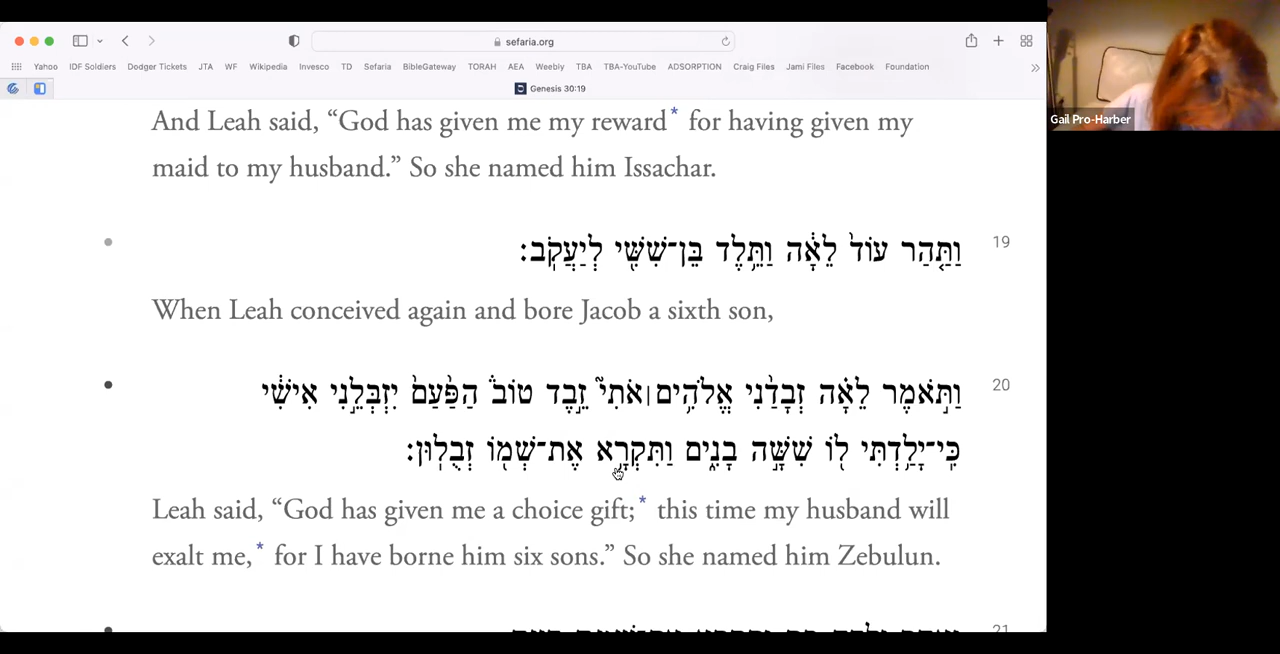 sefaria.org
Yahoo IDF Soldiers Dodger Tickets JTA WF Wikipedia Invesco TD Sefaria BibleGateway TORAH AEA Weebly TBA TBA-YouTube ADSORPTION Craig Files Jami Files Facebook Foundation
Genesis 30:19
Gail Pro-Harber
And Leah said, “God has given me my reward* for having given my
maid to my husband.” So she named him Issachar.
19
וַתַּ֤הַר עוֹד֙ לֵאָ֔ה וַתֵּ֥לֶד בֵּן־שִׁשִּׁ֖י לְיַעֲקֹֽב׃
When Leah conceived again and bore Jacob a sixth son,
20
וַתֹּ֣אמֶר לֵאָ֗ה זְבָדַ֨נִי אֱלֹהִ֥ים ׀ אֹתִי֮ זֵ֣בֶד טוֹב֒ הַפַּ֙עַם֙ יִזְבְּלֵ֣נִי אִישִׁ֔י
כִּֽי־יָלַ֥דְתִּי ל֖וֹ שִׁשָּׁ֣ה בָנִ֑ים וַתִּקְרָ֥א אֶת־שְׁמ֖וֹ זְבֻלֽוּן׃
Leah said, “God has given me a choice gift;* this time my husband will
exalt me,* for I have borne him six sons.” So she named him Zebulun.
21